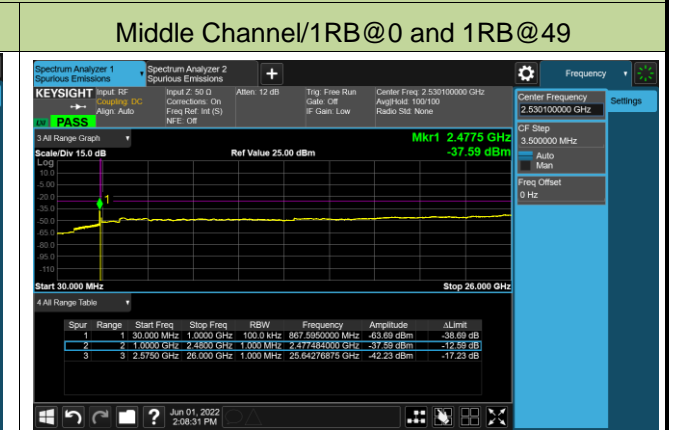 Middle Channel/1RB@0 and 1RB@49
Spectrum Analyzer 1
Spurious Emissions
Spectrum Analyzer 2
Spurious Emissions
+
Frequency
KEYSIGHT
Input: RF
Coupling: DC
Align: Auto
Input Z: 50 Ω
Corrections: On
Freq Ref: Int (S)
NFE: Off
Atten: 12 dB
Trig: Free Run
Gate: Off
IF Gain: Low
Center Freq: 2.530100000 GHz
Avg|Hold: 100/100
Radio Std: None
PASS
Center Frequency
2.530100000 GHz
Settings
CF Step
3.500000 MHz
Auto
Man
Freq Offset
0 Hz
3 All Range Graph
Mkr1 2.4775 GHz
Scale/Div 15.0 dB
Ref Value 25.00 dBm
-37.59 dBm
Log
10.0
-5.00
-20.0
-35.0
-50.0
-65.0
-80.0
-95.0
-110
1
Start 30.000 MHz
Stop 26.000 GHz
4 All Range Table
Spur Range Start Freq Stop Freq RBW Frequency Amplitude ΔLimit
1 1 30.000 MHz 1.0000 GHz 100.0 kHz 867.5950000 MHz -63.69 dBm -38.69 dB
2 2 1.0000 GHz 2.4800 GHz 1.000 MHz 2.477484000 GHz -37.59 dBm -12.59 dB
3 3 2.5750 GHz 26.000 GHz 1.000 MHz 25.64276875 GHz -42.23 dBm -17.23 dB
?
Jun 01, 2022
2:08:31 PM